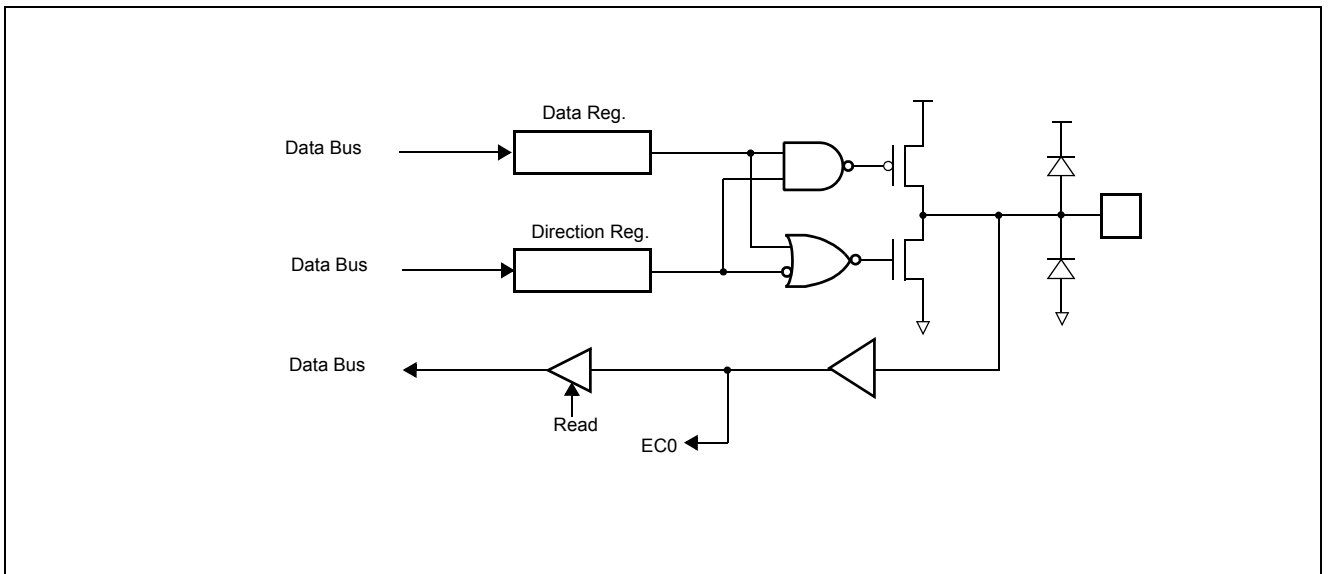 Data Reg.
Data Bus
Direction Reg.
Data Bus
Data Bus
Read
EC0